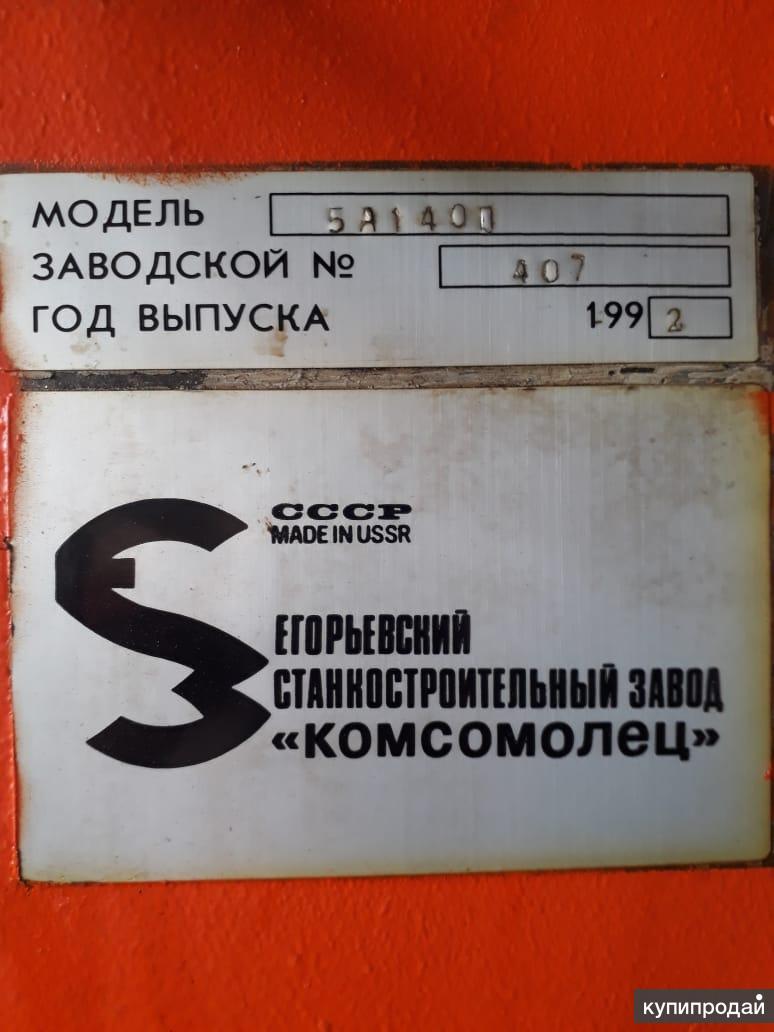 МОДЕЛЬ 5А140П
ЗАВОДСКОЙ № 407
ГОД ВЫПУСКА 1992
СССР
MADE IN USSR
ЕГОРЬЕВСКИЙ
СТАНКОСТРОИТЕЛЬНЫЙ ЗАВОД
«КОМСОМОЛЕЦ»
купипродай